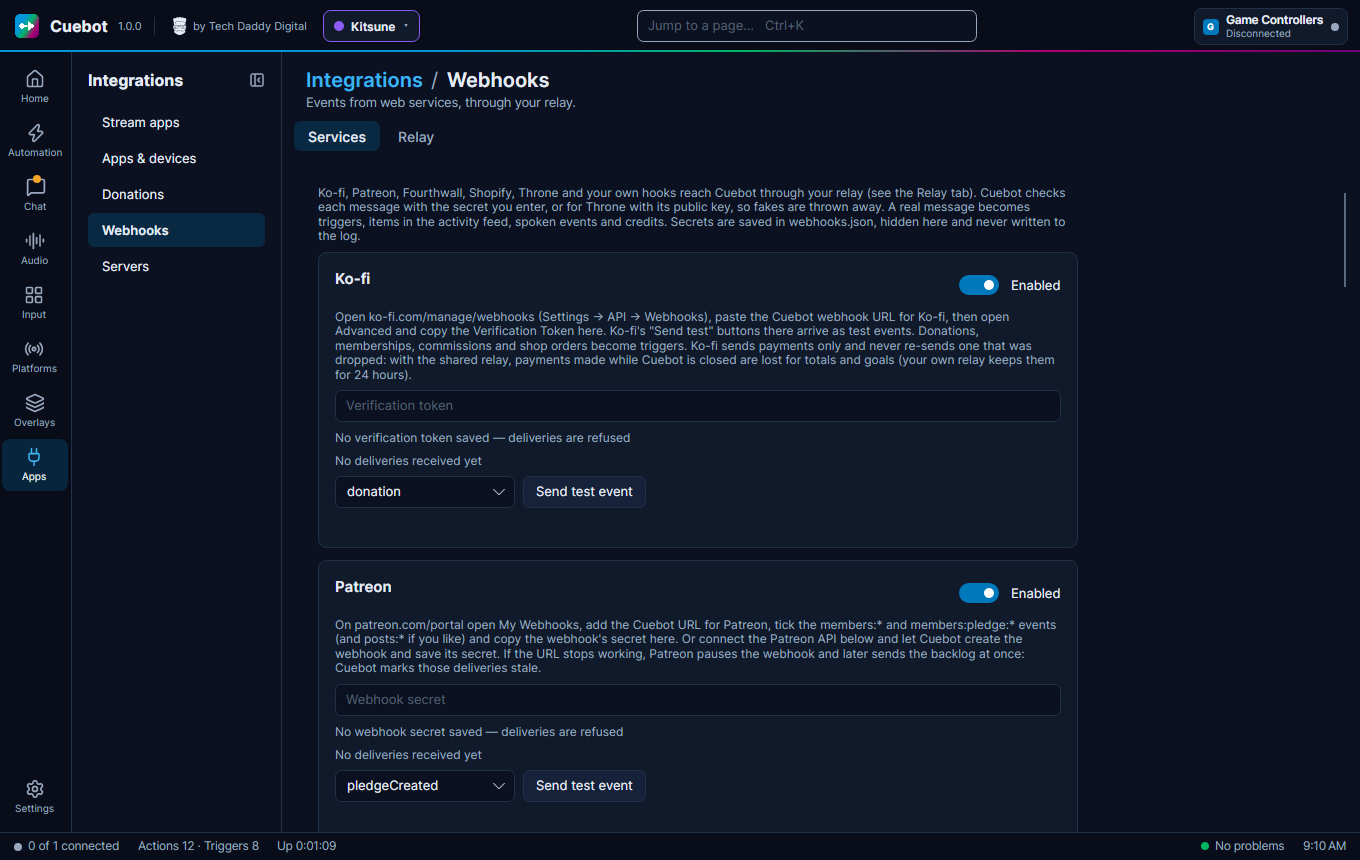 Cuebot 1.0.0 by Tech Daddy Digital Kitsune Jump to a page... Ctrl+K Game Controllers
Disconnected
Home
Automation
Chat
Audio
Input
Platforms
Overlays
Apps
Settings
Integrations
Stream apps
Apps & devices
Donations
Webhooks
Servers
Integrations / Webhooks
Events from web services, through your relay.
Services Relay
Ko-fi, Patreon, Fourthwall, Shopify, Throne and your own hooks reach Cuebot through your relay (see the Relay tab). Cuebot checks
each message with the secret you enter, or for Throne with its public key, so fakes are thrown away. A real message becomes
triggers, items in the activity feed, spoken events and credits. Secrets are saved in webhooks.json, hidden here and never written to
the log.
Ko-fi Enabled
Open ko-fi.com/manage/webhooks (Settings → API → Webhooks), paste the Cuebot webhook URL for Ko-fi, then open
Advanced and copy the Verification Token here. Ko-fi's "Send test" buttons there arrive as test events. Donations,
memberships, commissions and shop orders become triggers. Ko-fi sends payments only and never re-sends one that was
dropped: with the shared relay, payments made while Cuebot is closed are lost for totals and goals (your own relay keeps them
for 24 hours).
Verification token
No verification token saved — deliveries are refused
No deliveries received yet
donation Send test event
Patreon Enabled
On patreon.com/portal open My Webhooks, add the Cuebot URL for Patreon, tick the members:* and members:pledge:* events
(and posts:* if you like) and copy the webhook's secret here. Or connect the Patreon API below and let Cuebot create the
webhook and save its secret. If the URL stops working, Patreon pauses the webhook and later sends the backlog at once:
Cuebot marks those deliveries stale.
Webhook secret
No webhook secret saved — deliveries are refused
No deliveries received yet
pledgeCreated Send test event
0 of 1 connected Actions 12 · Triggers 8 Up 0:01:09 No problems 9:10 AM